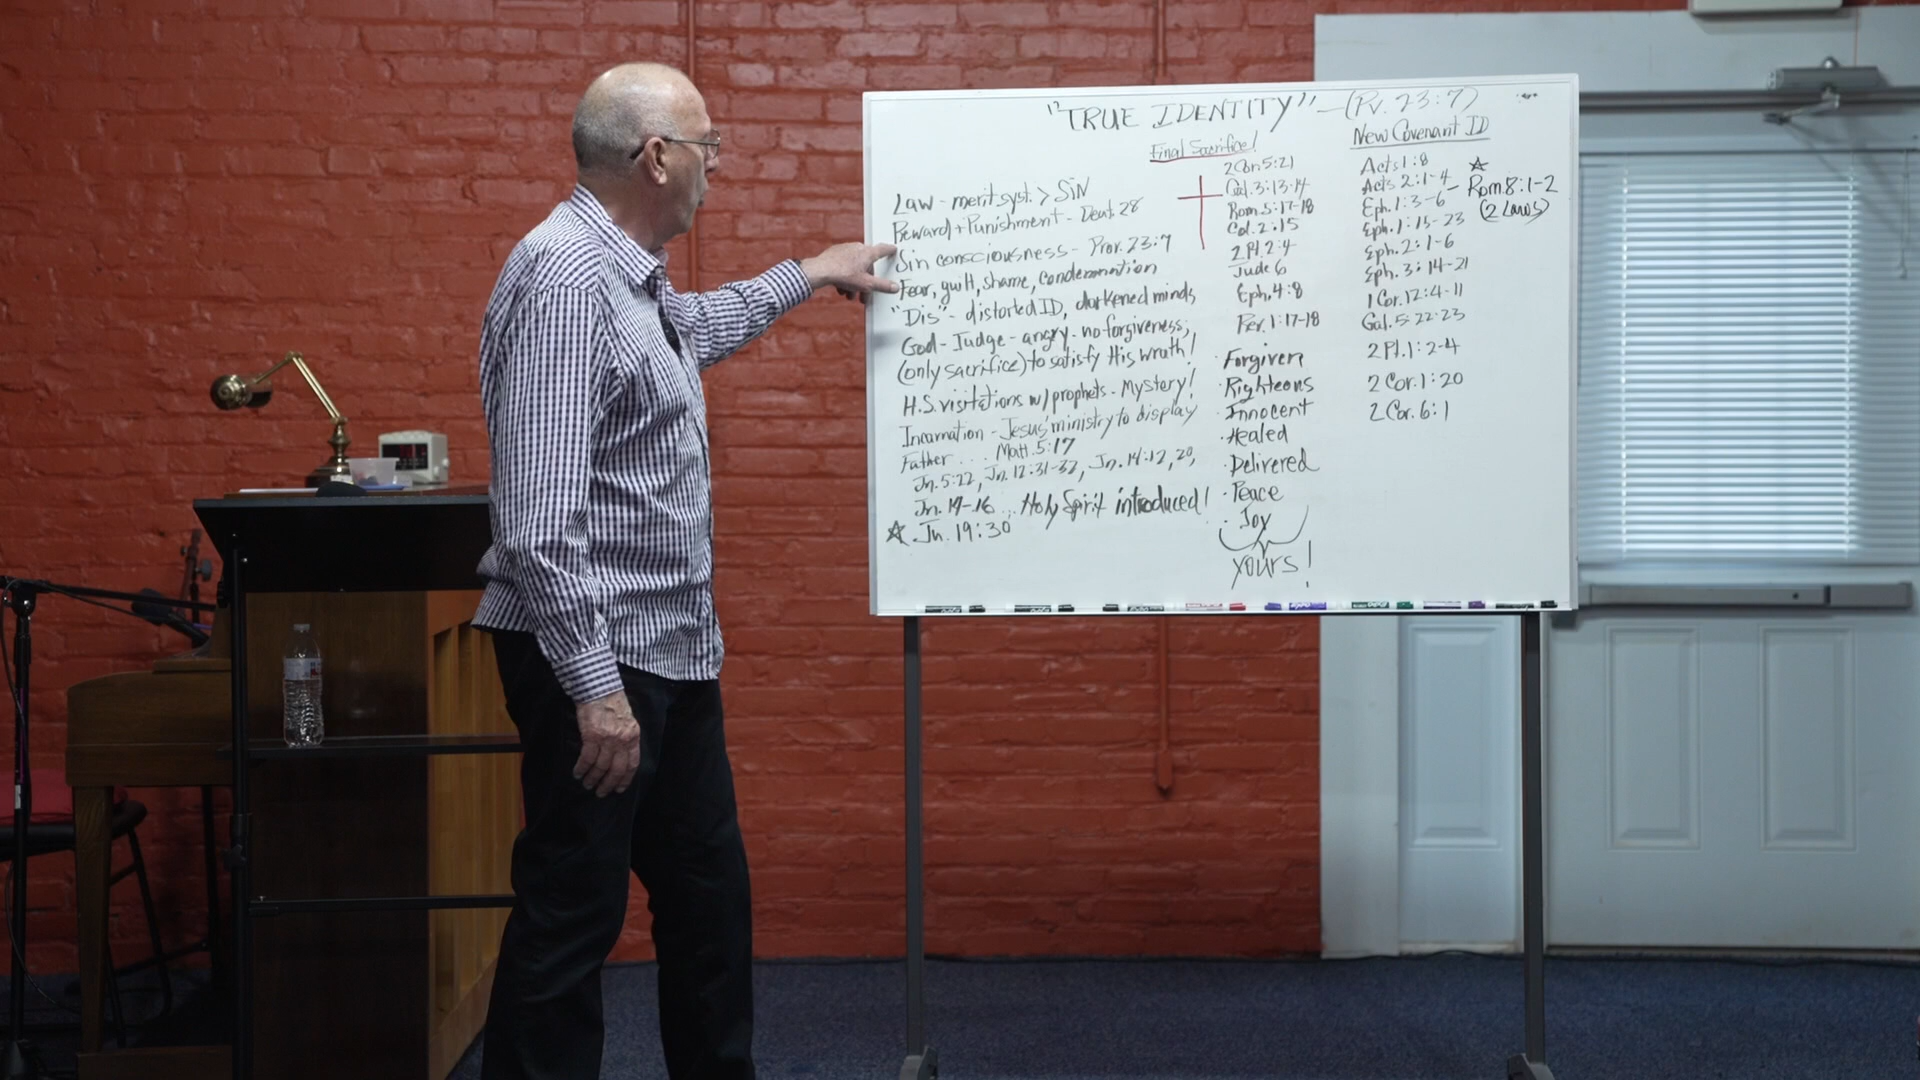 "TRUE IDENTITY" - (Pv. 23:7)
Law - merit syst. > SiN
Reward + Punishment - Deut. 28
Sin consciousness - Prov. 23:7
Fear, guilt, shame, condemnation
"Dis" - distorted ID, darkened minds
God - Judge - angry - no forgiveness,
(only sacrifice) to satisfy His wrath!
H.S. visitations w/ prophets - Mystery!
Incarnation - Jesus' ministry to display
Father ... Matt. 5:17
Jn. 5:22, Jn. 12:31-32, Jn. 14:12, 20,
Jn. 14-16 ... Holy Spirit introduced!
Jn. 19:30
Final Sacrifice!
2 Cor. 5:21
Gal. 3:13-14
Rom. 5:17-18
Col. 2:15
2 Pt. 2:4
Jude 6
Eph. 4:8
Rev. 1:17-18
· Forgiven
· Righteous
· Innocent
· Healed
· Delivered
· Peace
· Joy
yours!
New Covenant ID
Acts 1:8
Acts 2:1-4
Eph. 1:3-6 - Rom 8:1-2
(2 Laws)
Eph. 1:15-23
Eph. 2:1-6
Eph. 3:14-21
1 Cor. 12:4-11
Gal. 5:22-23
2 Pt. 1:2-4
2 Cor. 1:20
2 Cor. 6:1